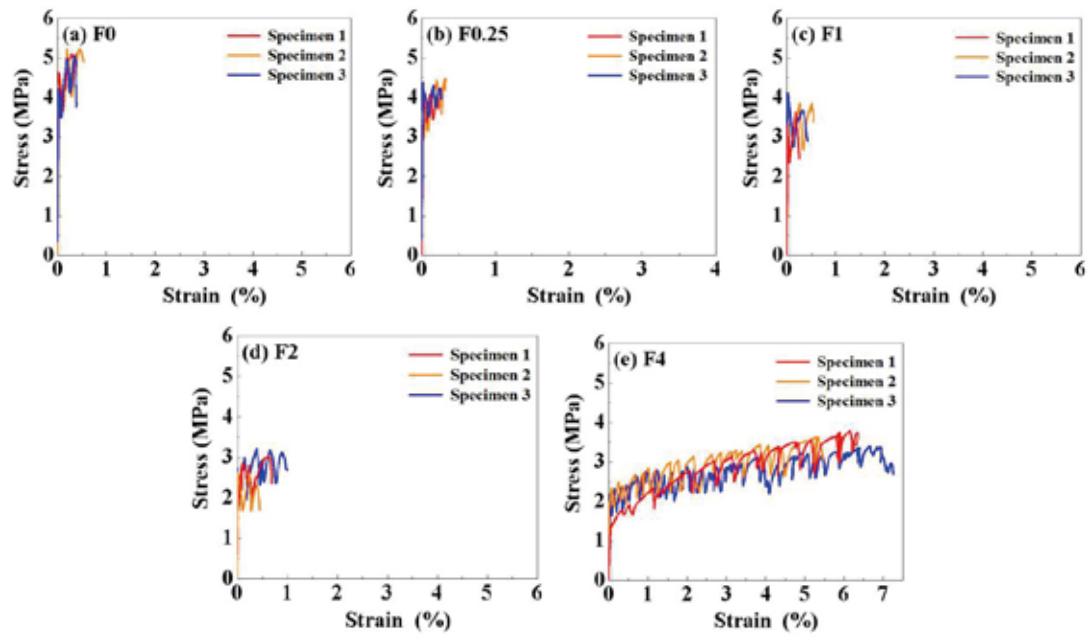 (a) F0
Specimen 1
Specimen 2
Specimen 3
6
5
4
3
2
1
0
Stress (MPa)
0 1 2 3 4 5 6
Strain (%)
(b) F0.25
Specimen 1
Specimen 2
Specimen 3
6
5
4
3
2
1
0
Stress (MPa)
0 1 2 3 4
Strain (%)
(c) F1
Specimen 1
Specimen 2
Specimen 3
6
5
4
3
2
1
0
Stress (MPa)
0 1 2 3 4 5 6
Strain (%)
(d) F2
Specimen 1
Specimen 2
Specimen 3
6
5
4
3
2
1
0
Stress (MPa)
0 1 2 3 4 5 6
Strain (%)
(e) F4
Specimen 1
Specimen 2
Specimen 3
6
5
4
3
2
1
0
Stress (MPa)
0 1 2 3 4 5 6 7
Strain (%)